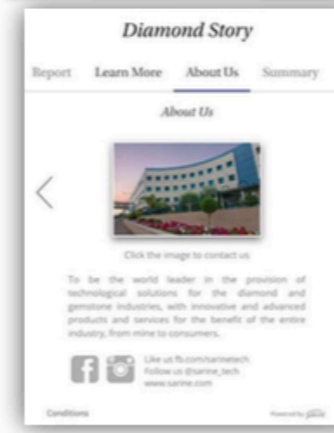 Diamond Story
Report Learn More About Us Summary
About Us
Click the image to contact us
To be the world leader in the provision of
technological solutions for the diamond and
gemstone industries, with innovative and advanced
products and services for the benefit of the entire
industry, from mine to consumers.
Like us fb.com/sarinetech
Follow us @sarine_tech
www.sarine.com
Conditions Powered by sarine